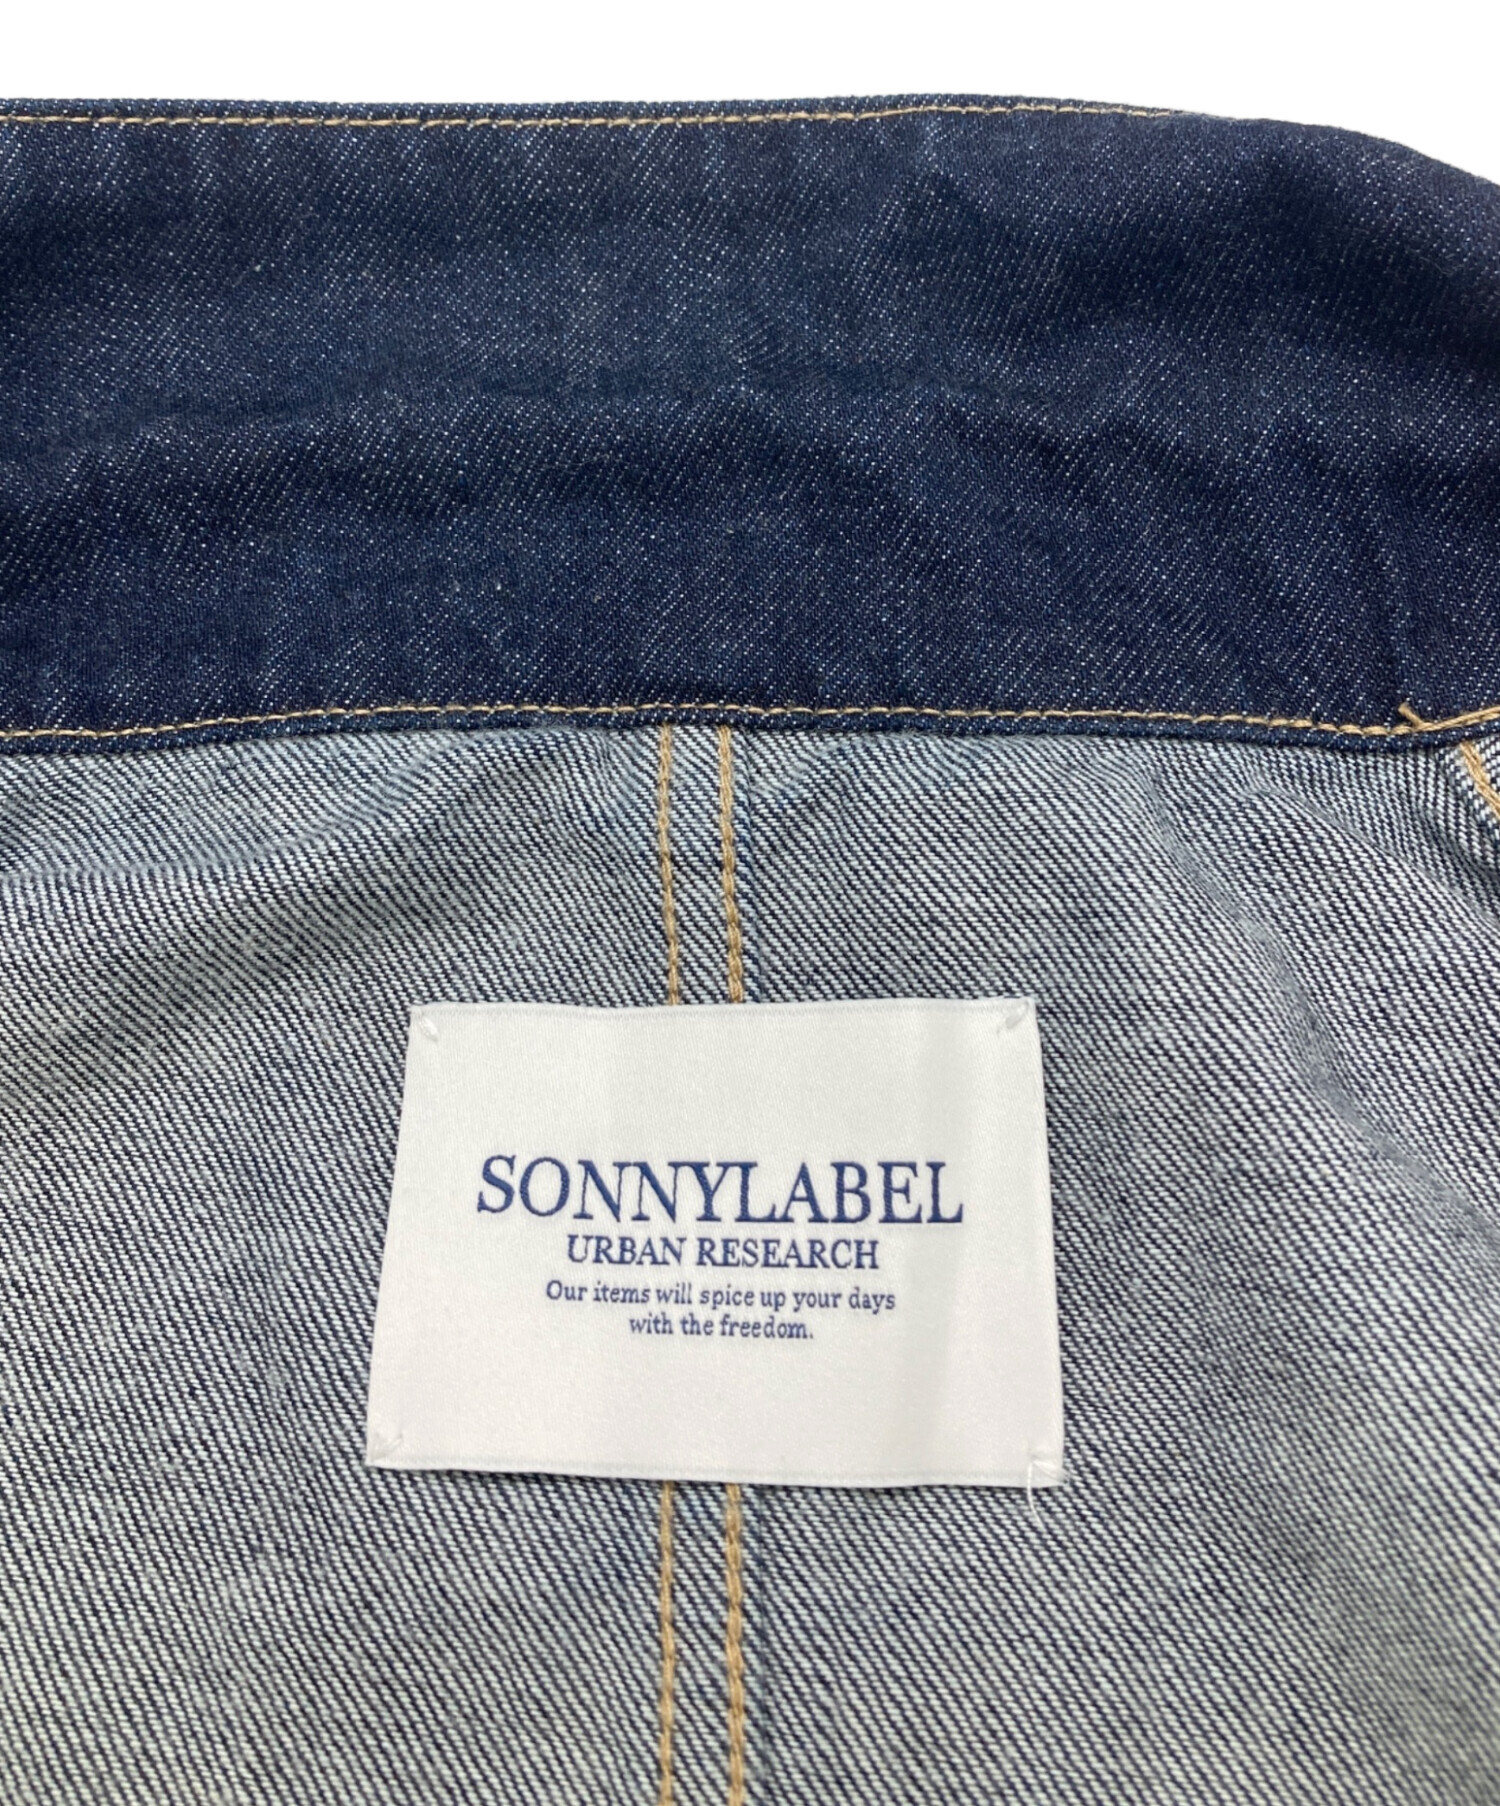 SONNYLABEL
URBAN RESEARCH
Our items will spice up your days
with the freedom.